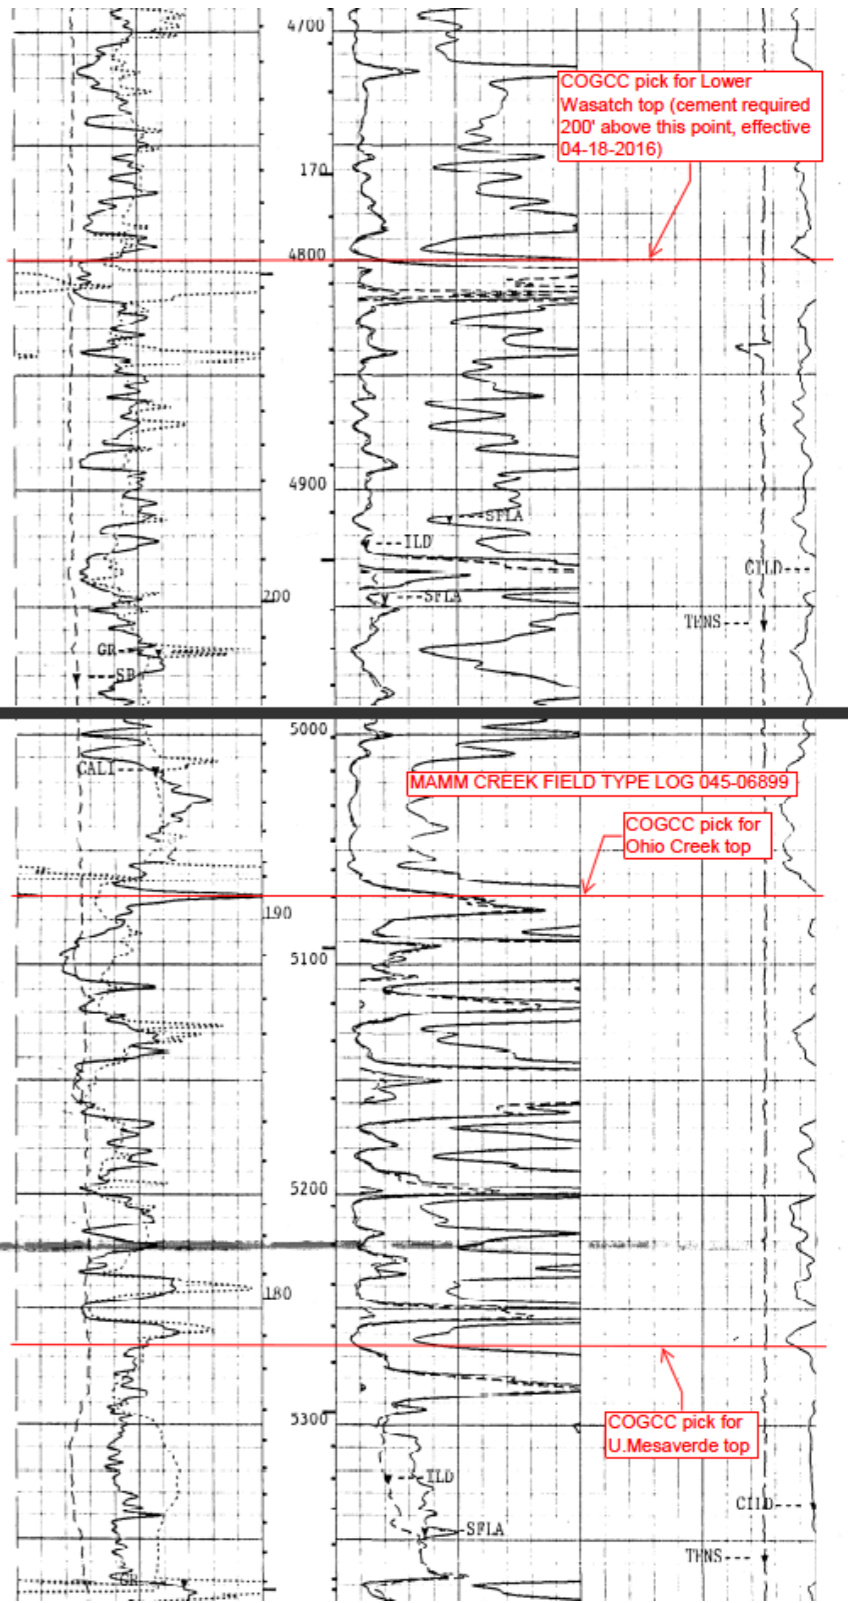 4700
COGCC pick for Lower
Wasatch top (cement required
200' above this point, effective
04-18-2016)
170
4800
4900
SFLA
ILD
CILD
200
SFLA
TENS
GR
SP
5000
CALI
MAMM CREEK FIELD TYPE LOG 045-06899
COGCC pick for
Ohio Creek top
190
5100
5200
180
5300
COGCC pick for
U.Mesaverde top
ILD
CILD
SFLA
TENS
GR